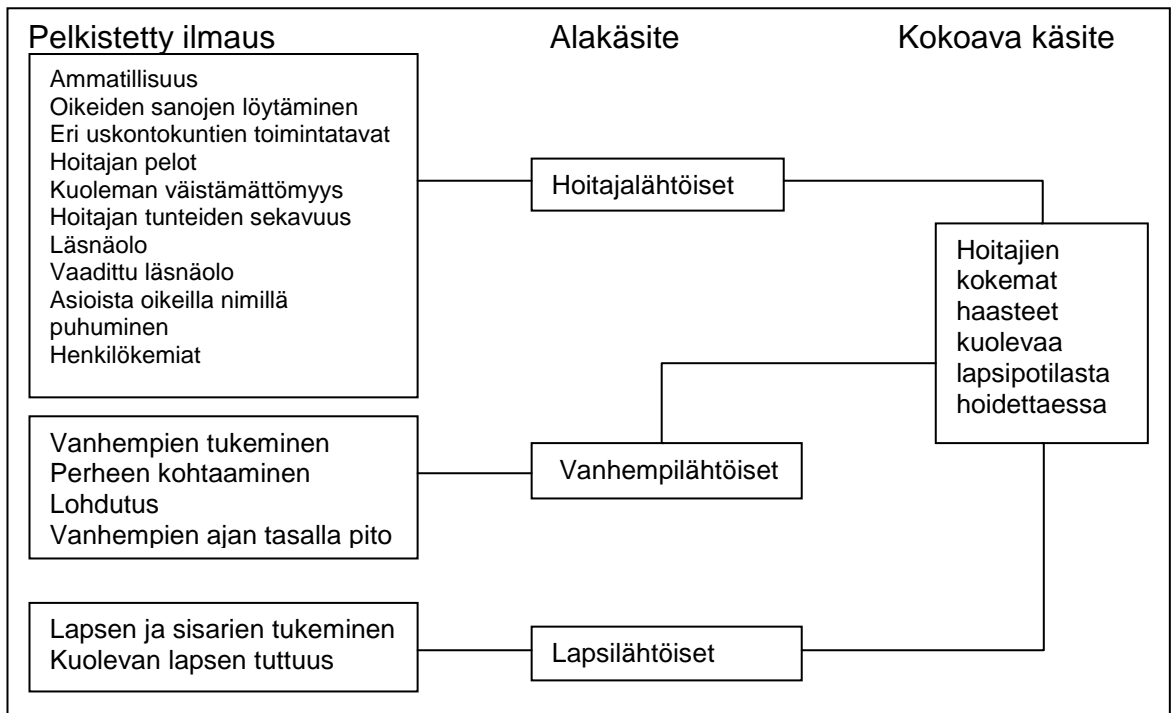 Pelkistetty ilmaus
Alakäsite
Kokoava käsite
Ammatillisuus
Oikeiden sanojen löytäminen
Eri uskontokuntien toimintatavat
Hoitajan pelot
Kuoleman väistämättömyys
Hoitajan tunteiden sekavuus
Läsnäolo
Vaadittu läsnäolo
Asioista oikeilla nimillä
puhuminen
Henkilökemiat
Hoitajalähtöiset
Hoitajien
kokemat
haasteet
kuolevaa
lapsipotilasta
hoidettaessa
Vanhempien tukeminen
Perheen kohtaaminen
Lohdutus
Vanhempien ajan tasalla pito
Vanhempilähtöiset
Lapsen ja sisarien tukeminen
Kuolevan lapsen tuttuus
Lapsilähtöiset